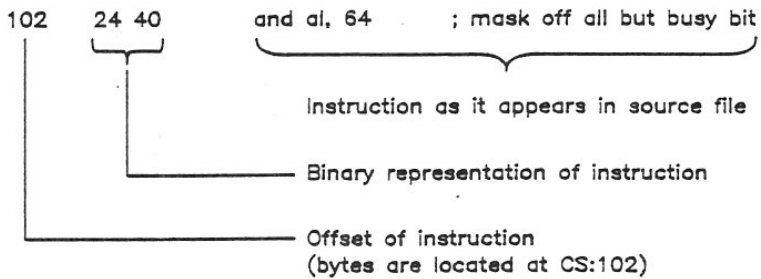 102 24 40 and al, 64 ; mask off all but busy bit
Instruction as it appears in source file
Binary representation of instruction
Offset of instruction
(bytes are located at CS:102)